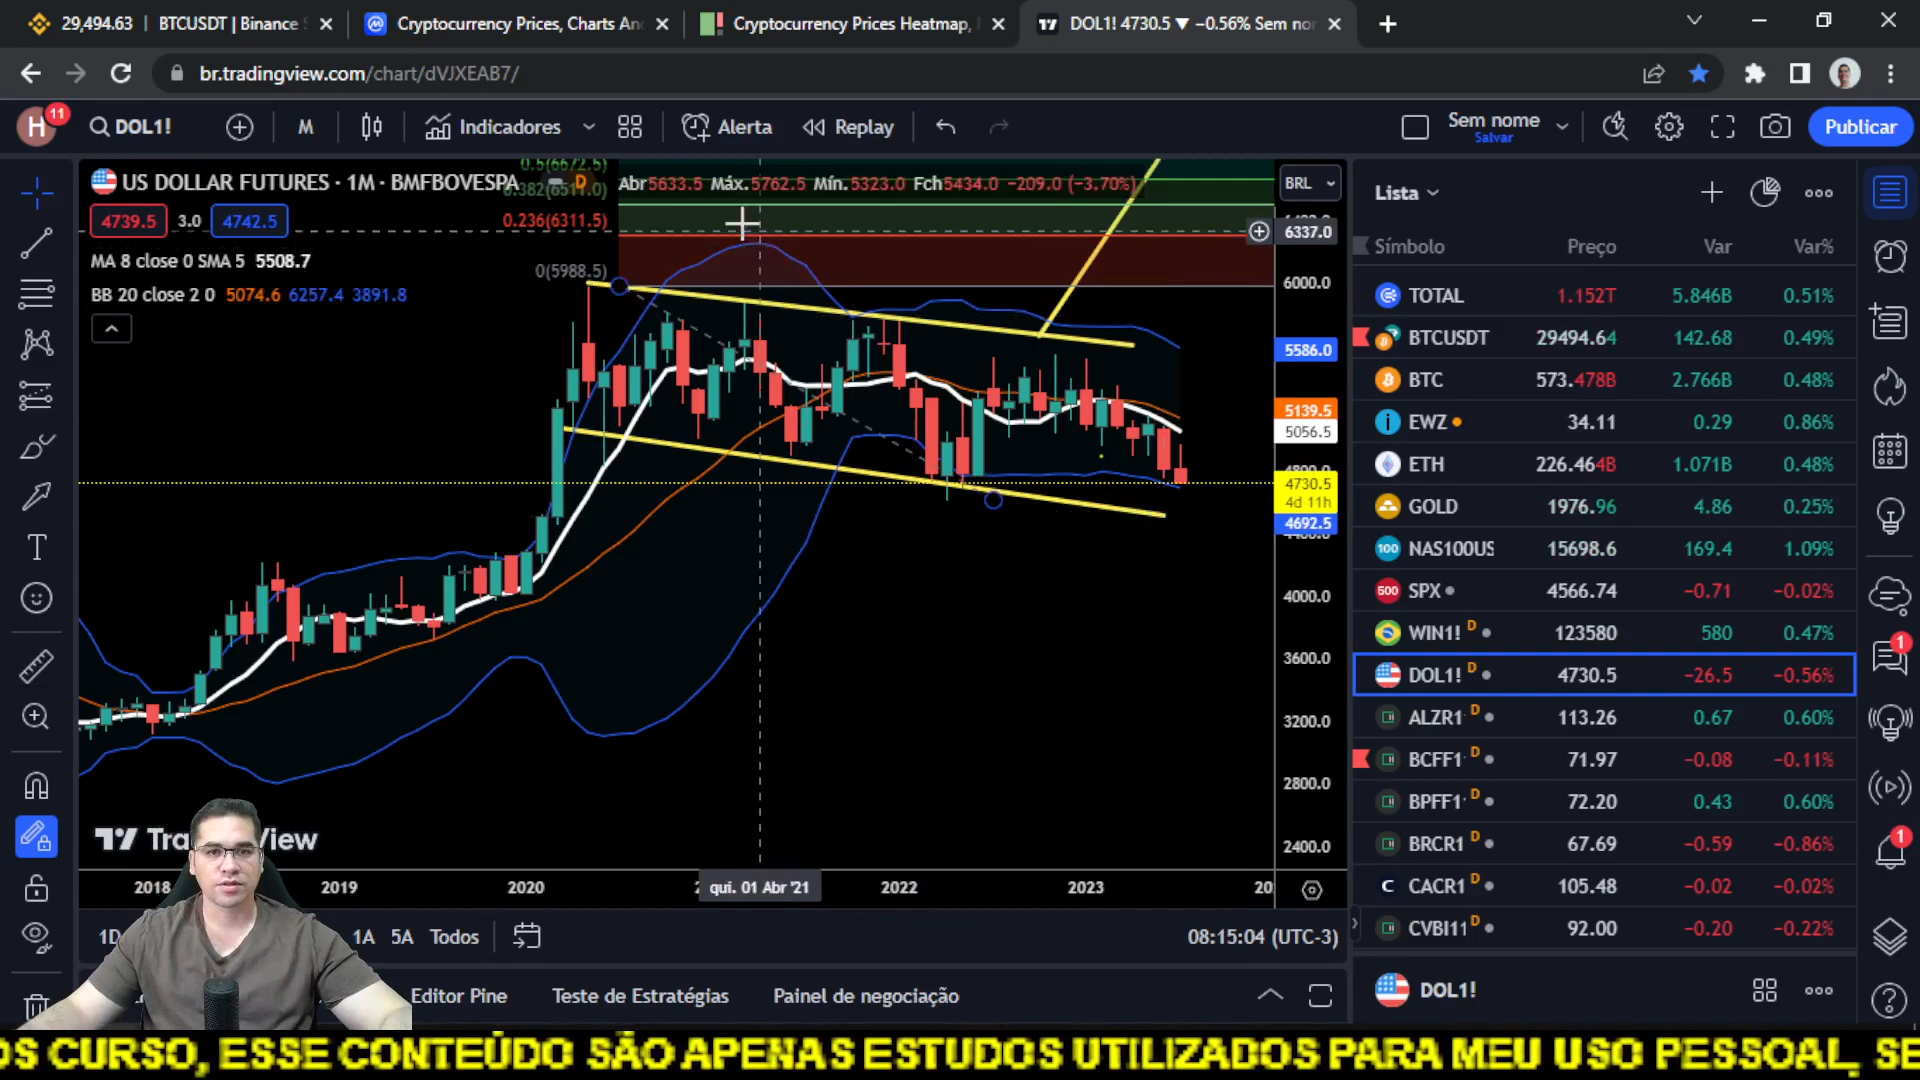 29,494.63 | BTCUSDT | Binance
Cryptocurrency Prices, Charts An
Cryptocurrency Prices Heatmap,
DOL1! 4730.5 ▼ −0.56% Sem no
br.tradingview.com/chart/dVJXEAB7/
H 11
DOL1!
M
Indicadores
Alerta
Replay
Sem nome
Salvar
Publicar
0.5(6672.5)
US DOLLAR FUTURES · 1M · BMFBOVESPA
D
Abr5633.5 Máx.5762.5 Mín.5323.0 Fch5434.0 −209.0 (−3.70%)
BRL
4739.5 3.0 4742.5
0.236(6311.5)
6337.0
MA 8 close 0 SMA 5 5508.7
0(5988.5)
BB 20 close 2 0 5074.6 6257.4 3891.8
6000.0
5586.0
5139.5
5056.5
4730.5
4d 11h
4692.5
4000.0
3600.0
3200.0
2800.0
2400.0
2018
2019
2020
qui. 01 Abr '21
2022
2023
20
1D
1A
5A
Todos
08:15:04 (UTC-3)
Editor Pine
Teste de Estratégias
Painel de negociação
Lista
Símbolo Preço Var Var%
TOTAL 1.152T 5.846B 0.51%
BTCUSDT 29494.64 142.68 0.49%
BTC 573.478B 2.766B 0.48%
EWZ 34.11 0.29 0.86%
ETH 226.464B 1.071B 0.48%
GOLD 1976.96 4.86 0.25%
100 NAS100US 15698.6 169.4 1.09%
500 SPX 4566.74 −0.71 −0.02%
WIN1! D 123580 580 0.47%
DOL1! D 4730.5 −26.5 −0.56%
ALZR1 D 113.26 0.67 0.60%
BCFF1 D 71.97 −0.08 −0.11%
BPFF1 D 72.20 0.43 0.60%
BRCR1 D 67.69 −0.59 −0.86%
CACR1 D 105.48 −0.02 −0.02%
CVBI11 D 92.00 −0.20 −0.22%
DOL1!
1
1
OS CURSO, ESSE CONTEÚDO SÃO APENAS ESTUDOS UTILIZADOS PARA MEU USO PESSOAL, SE